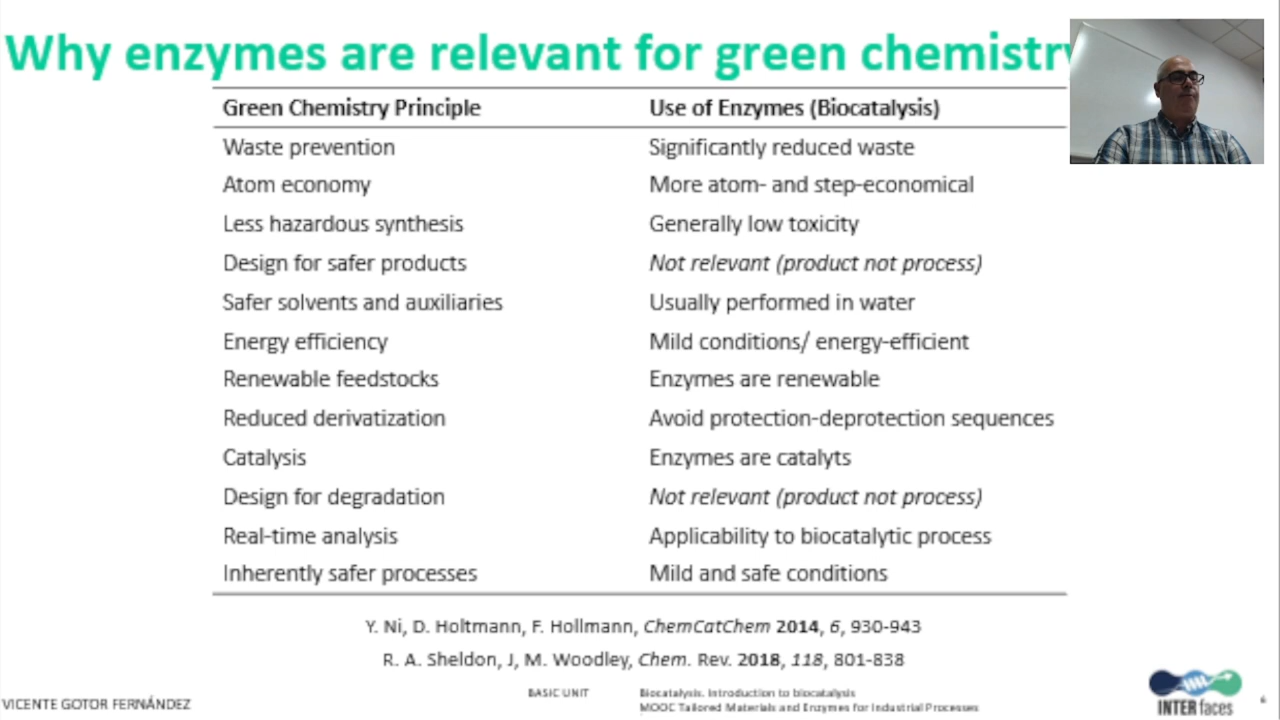 Why enzymes are relevant for green chemistry
Green Chemistry Principle Use of Enzymes (Biocatalysis)
Waste prevention Significantly reduced waste
Atom economy More atom- and step-economical
Less hazardous synthesis Generally low toxicity
Design for safer products Not relevant (product not process)
Safer solvents and auxiliaries Usually performed in water
Energy efficiency Mild conditions/ energy-efficient
Renewable feedstocks Enzymes are renewable
Reduced derivatization Avoid protection-deprotection sequences
Catalysis Enzymes are catalyts
Design for degradation Not relevant (product not process)
Real-time analysis Applicability to biocatalytic process
Inherently safer processes Mild and safe conditions
Y. Ni, D. Holtmann, F. Hollmann, ChemCatChem 2014, 6, 930-943
R. A. Sheldon, J, M. Woodley, Chem. Rev. 2018, 118, 801-838
VICENTE GOTOR FERNÁNDEZ
BASIC UNIT
Biocatalysis. Introduction to biocatalysis
MOOC Tailored Materials and Enzymes for Industrial Processes
INTERfaces
6